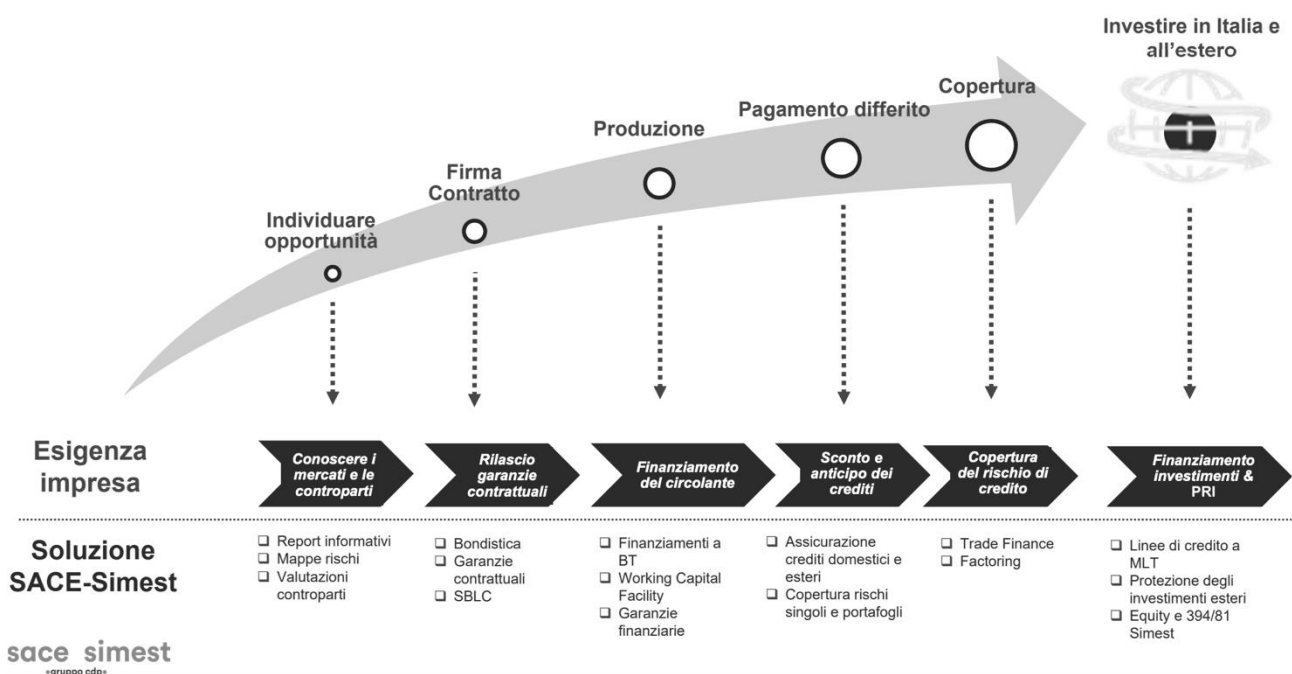 Investire in Italia e
all'estero
Copertura
Pagamento differito
Produzione
Firma
Contratto
Individuare
opportunità
Esigenza
impresa
Conoscere i
mercati e le
controparti
Rilascio
garanzie
contrattuali
Finanziamento
del circolante
Sconto e
anticipo dei
crediti
Copertura
del rischio di
credito
Finanziamento
investimenti &
PRI
Soluzione
SACE-Simest
❑ Report informativi
❑ Mappe rischi
❑ Valutazioni
controparti
❑ Bondistica
❑ Garanzie
contrattuali
❑ SBLC
❑ Finanziamenti a
BT
❑ Working Capital
Facility
❑ Garanzie
finanziarie
❑ Assicurazione
crediti domestici e
esteri
❑ Copertura rischi
singoli e portafogli
❑ Trade Finance
❑ Factoring
❑ Linee di credito a
MLT
❑ Protezione degli
investimenti esteri
❑ Equity e 394/81
Simest
sace simest
gruppo cdp